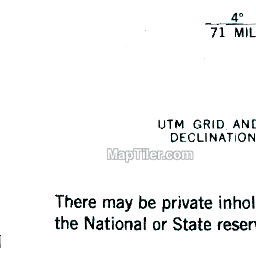 4°
71 MIL
UTM GRID AND
DECLINATION
MapTiler.com
There may be private inhol
the National or State reserv